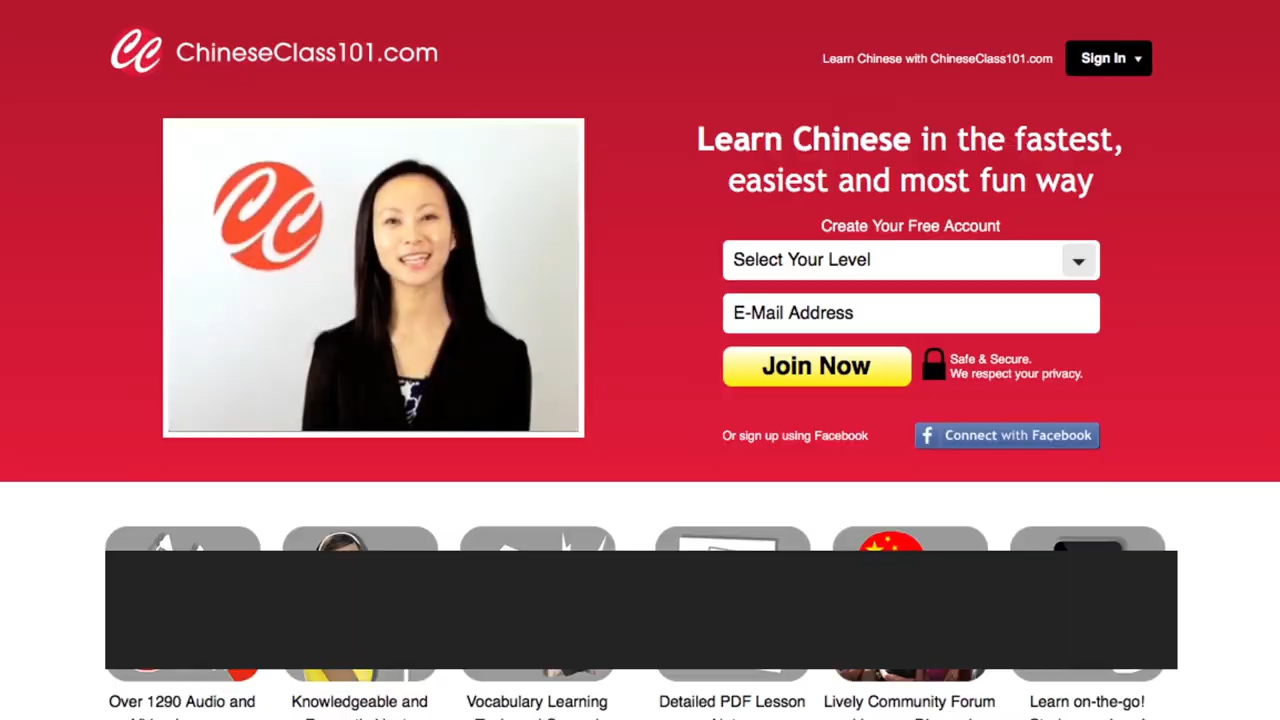 CC ChineseClass101.com
Learn Chinese with ChineseClass101.com
Sign In
CC
Learn Chinese in the fastest,
easiest and most fun way
Create Your Free Account
Select Your Level
E-Mail Address
Join Now
Safe & Secure.
We respect your privacy.
Or sign up using Facebook
f Connect with Facebook
Over 1290 Audio and
Knowledgeable and
Vocabulary Learning
Detailed PDF Lesson
Lively Community Forum
Learn on-the-go!